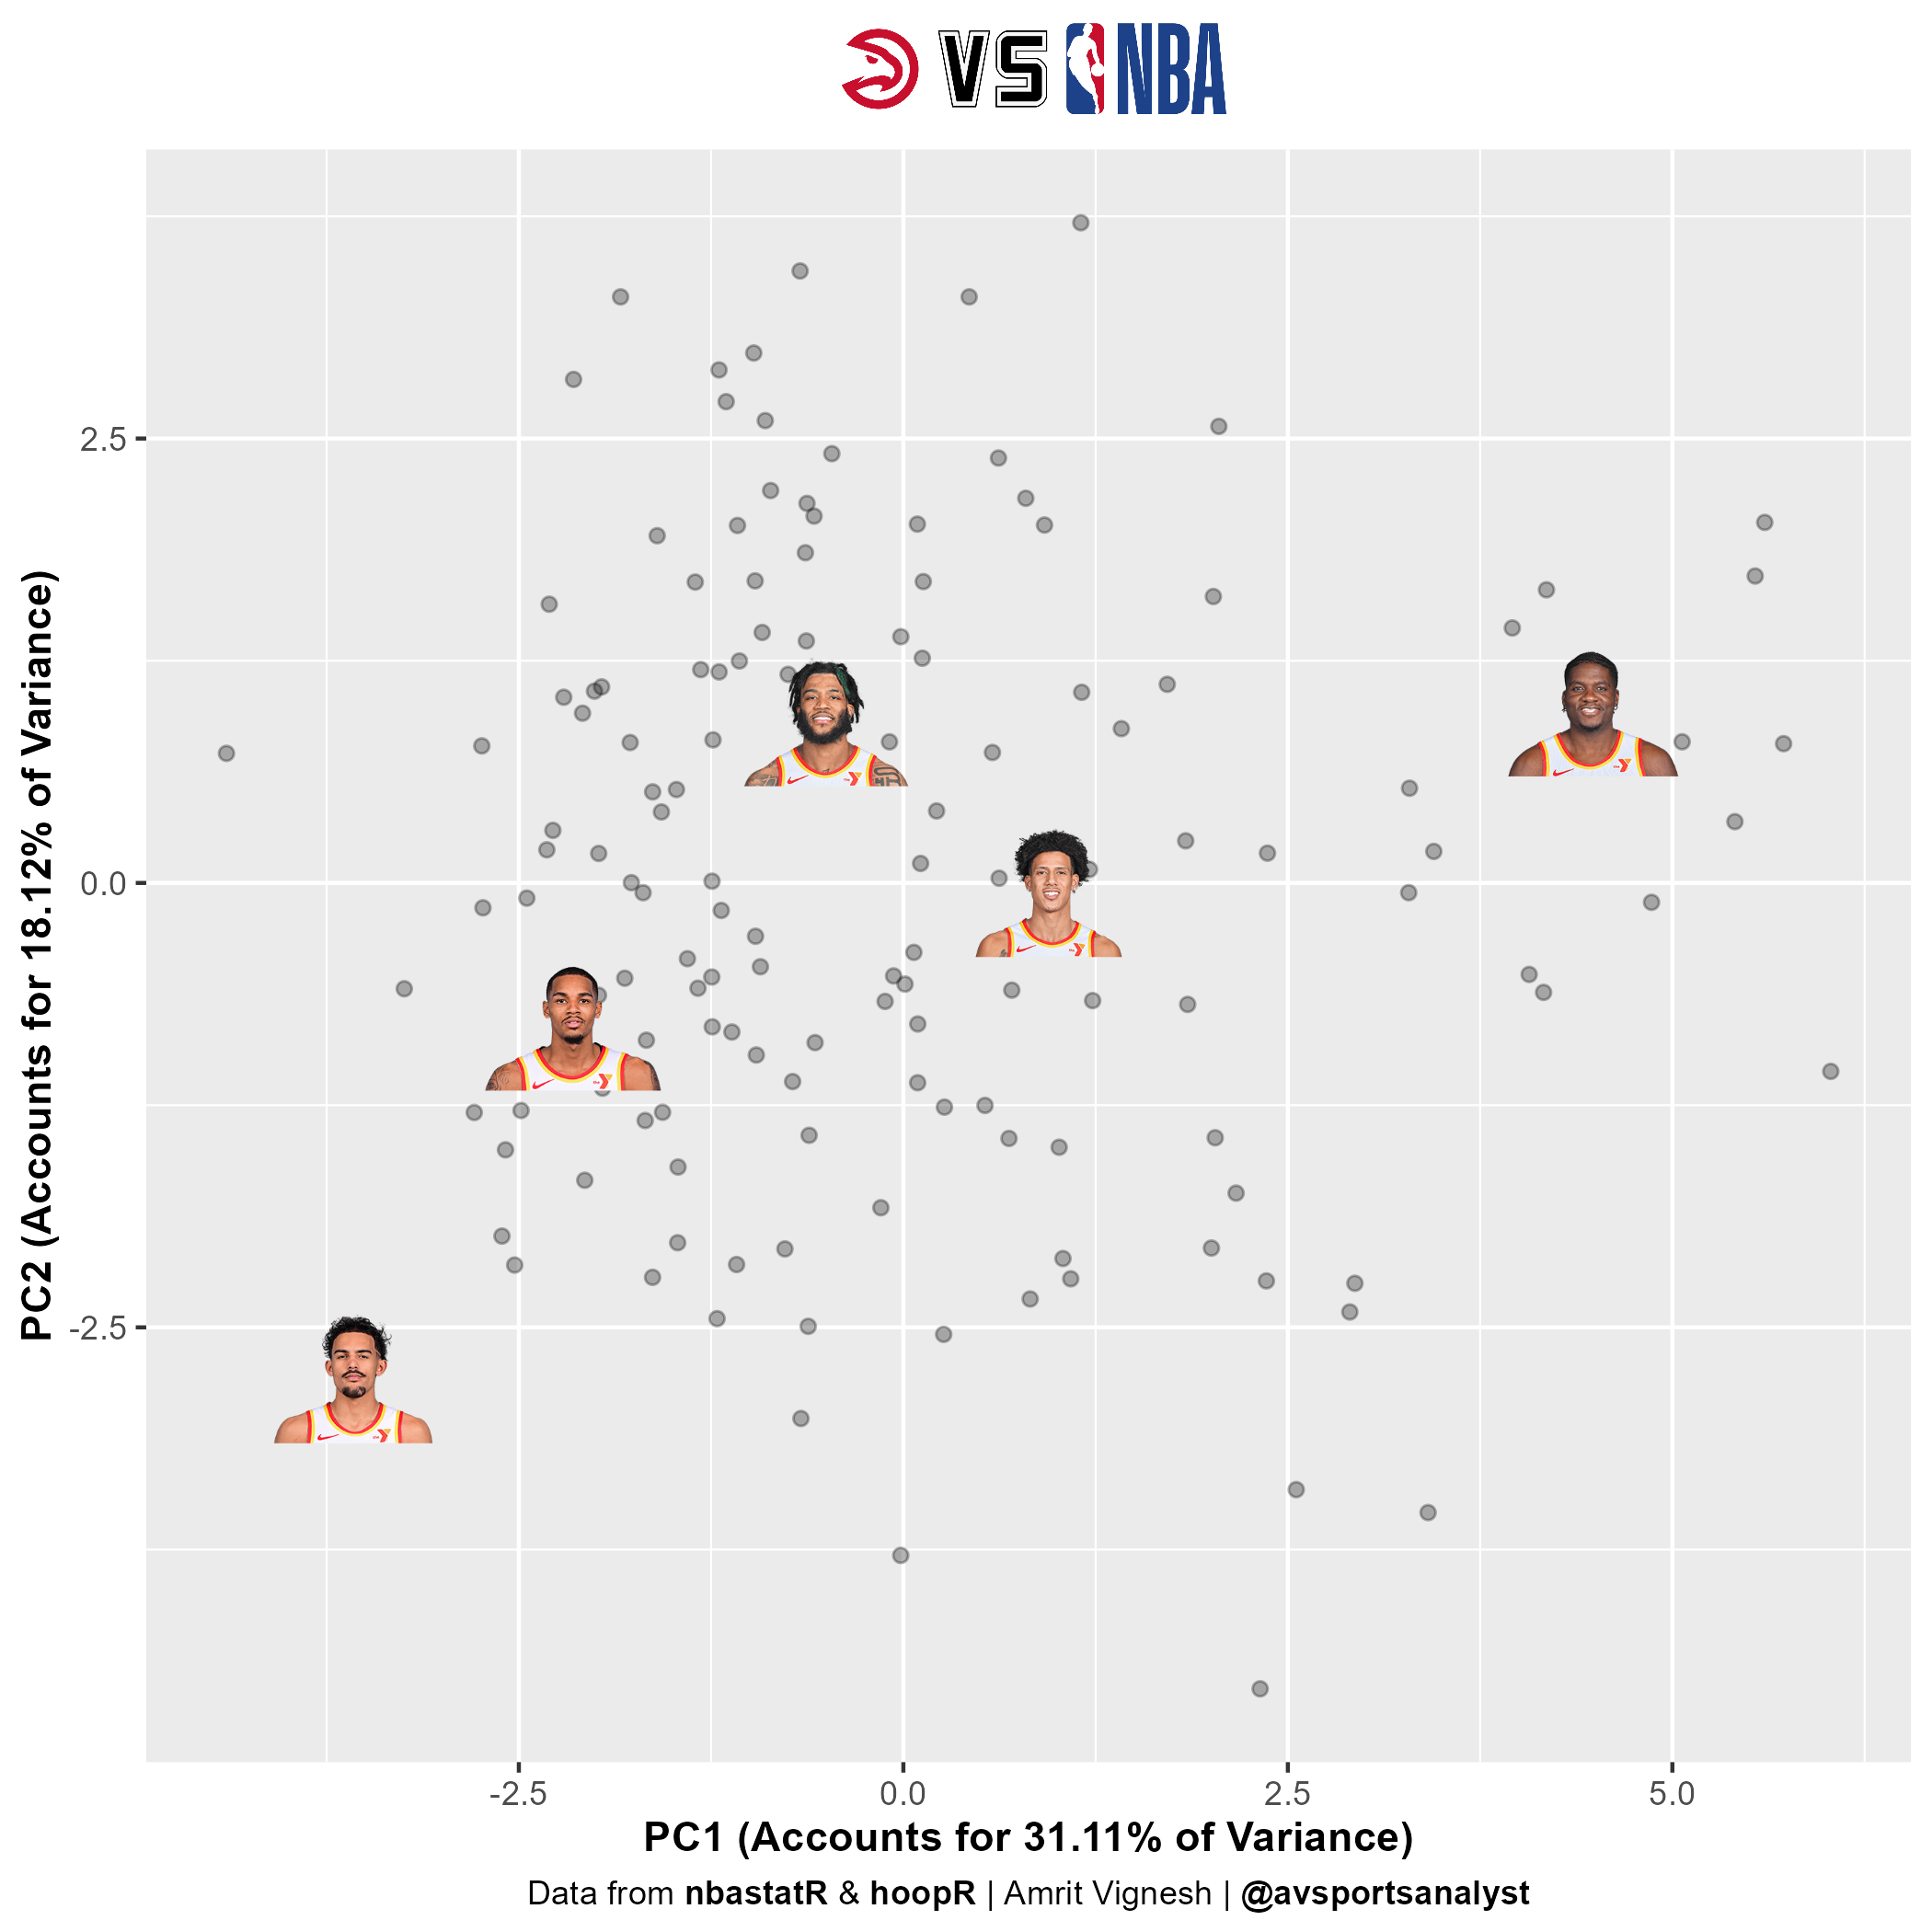 VS NBA
PC2 (Accounts for 18.12% of Variance)
2.5
0.0
-2.5
-2.5 0.0 2.5 5.0
PC1 (Accounts for 31.11% of Variance)
Data from nbastatR & hoopR | Amrit Vignesh | @avsportsanalyst